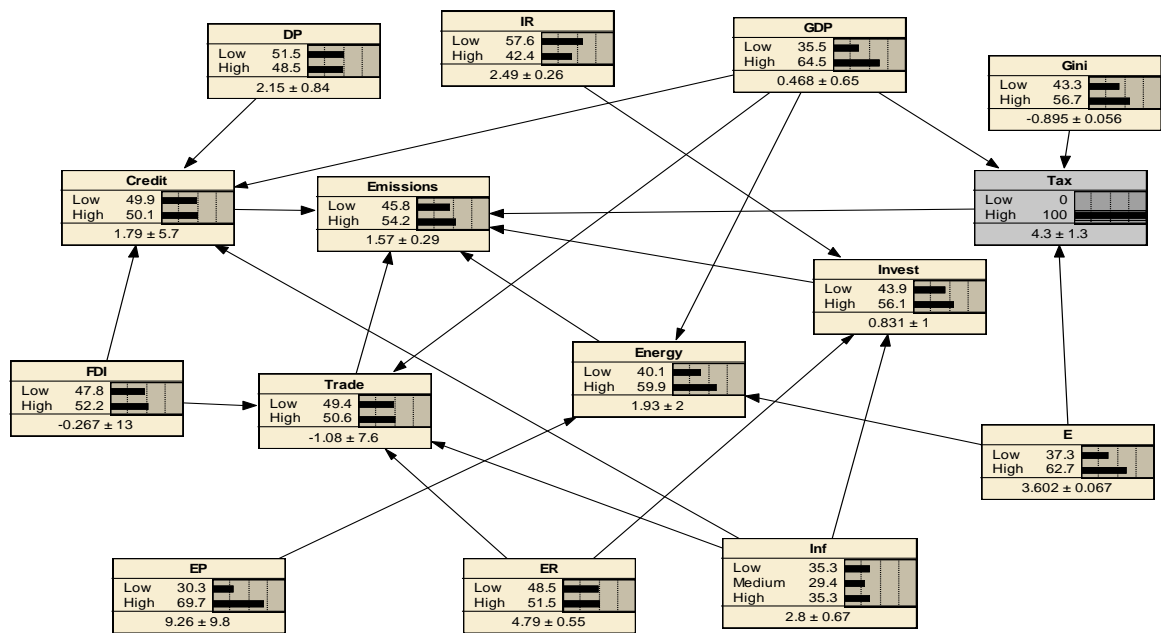 DP
Low 51.5
High 48.5
2.15 ± 0.84
IR
Low 57.6
High 42.4
2.49 ± 0.26
GDP
Low 35.5
High 64.5
0.468 ± 0.65
Gini
Low 43.3
High 56.7
-0.895 ± 0.056
Credit
Low 49.9
High 50.1
1.79 ± 5.7
Emissions
Low 45.8
High 54.2
1.57 ± 0.29
Tax
Low 0
High 100
4.3 ± 1.3
Invest
Low 43.9
High 56.1
0.831 ± 1
FDI
Low 47.8
High 52.2
-0.267 ± 13
Trade
Low 49.4
High 50.6
-1.08 ± 7.6
Energy
Low 40.1
High 59.9
1.93 ± 2
E
Low 37.3
High 62.7
3.602 ± 0.067
EP
Low 30.3
High 69.7
9.26 ± 9.8
ER
Low 48.5
High 51.5
4.79 ± 0.55
Inf
Low 35.3
Medium 29.4
High 35.3
2.8 ± 0.67